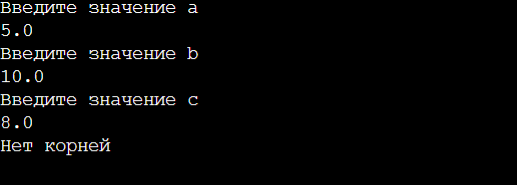 Введите значение a
5.0
Введите значение b
10.0
Введите значение c
8.0
Нет корней